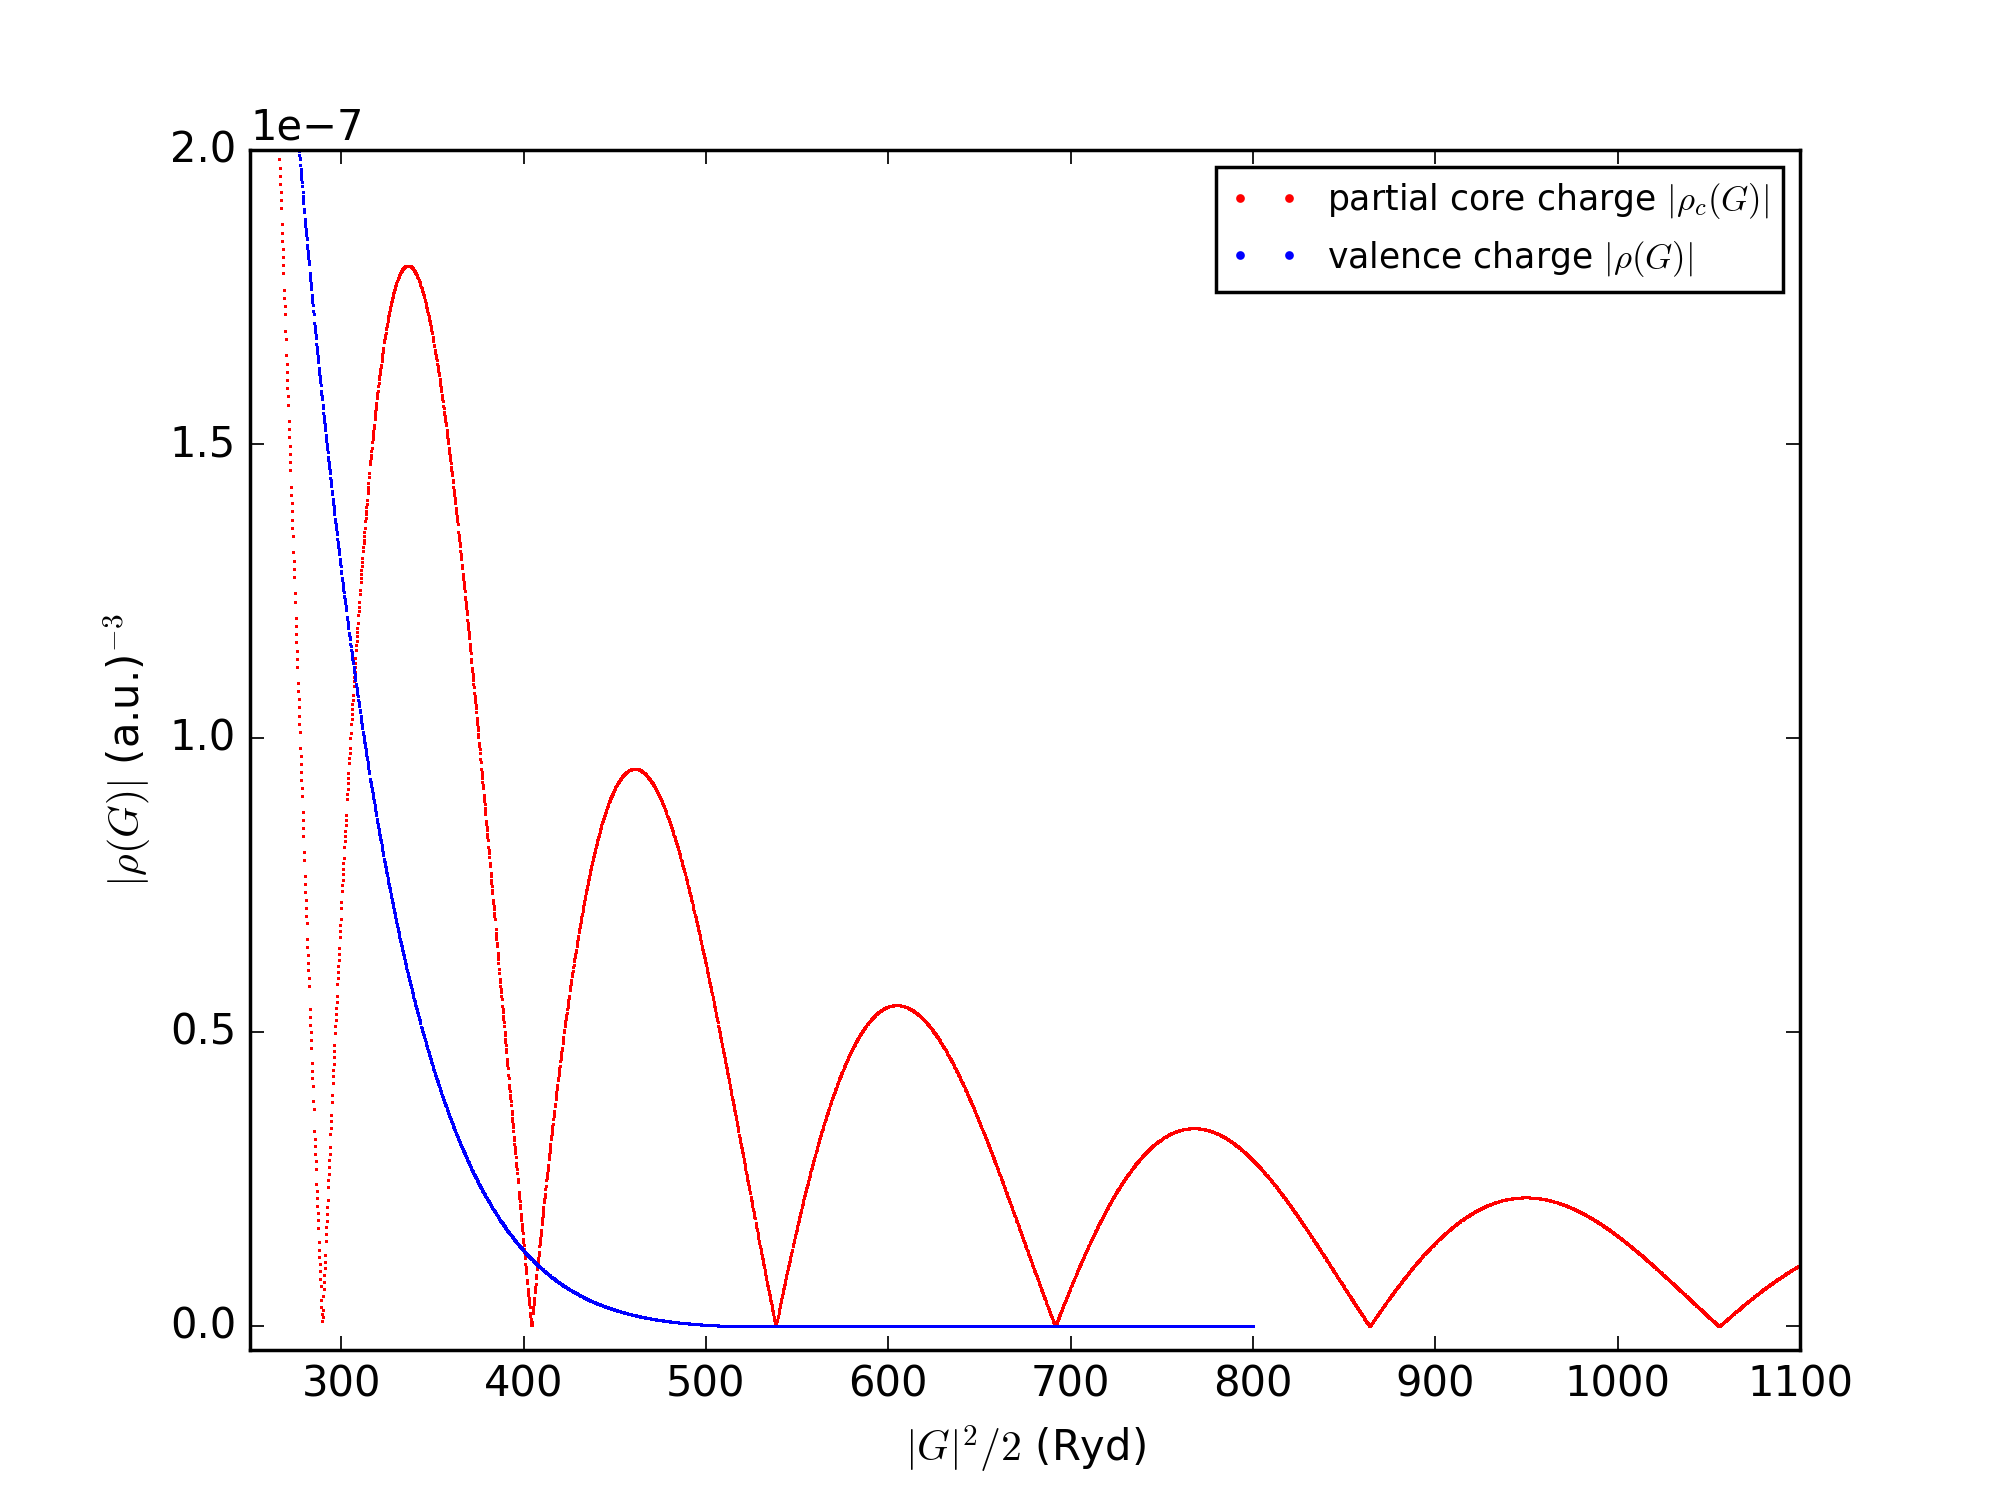 1e−7
2.0
1.5
1.0
0.5
0.0
|ρ(G)| (a.u.)⁻³
partial core charge |ρ_c(G)|
valence charge |ρ(G)|
300 400 500 600 700 800 900 1000 1100
|G|²/2 (Ryd)